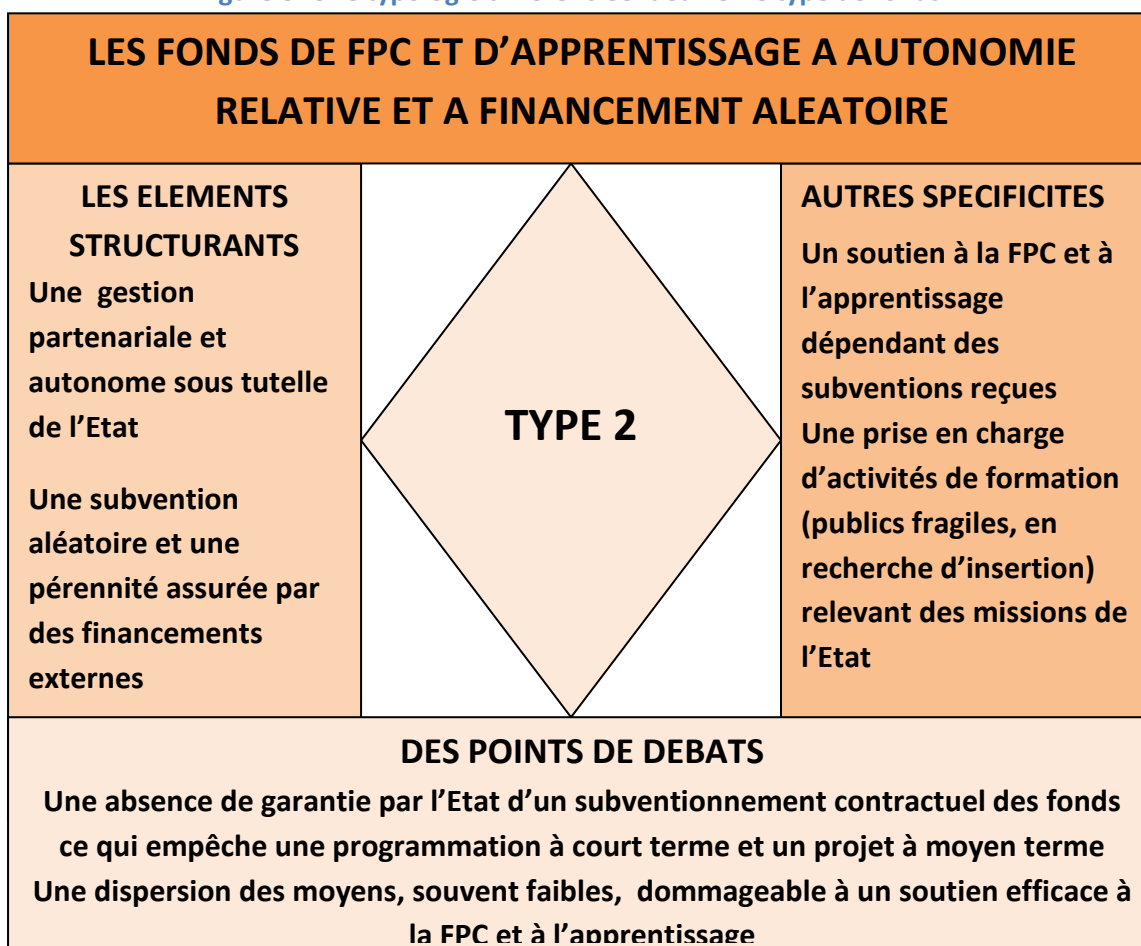 LES FONDS DE FPC ET D’APPRENTISSAGE A AUTONOMIE
RELATIVE ET A FINANCEMENT ALEATOIRE
LES ELEMENTS
STRUCTURANTS
Une gestion
partenariale et
autonome sous tutelle
de l’Etat
Une subvention
aléatoire et une
pérennité assurée par
des financements
externes
TYPE 2
AUTRES SPECIFICITES
Un soutien à la FPC et à
l’apprentissage
dépendant des
subventions reçues
Une prise en charge
d’activités de formation
(publics fragiles, en
recherche d’insertion)
relevant des missions de
l’Etat
DES POINTS DE DEBATS
Une absence de garantie par l’Etat d’un subventionnement contractuel des fonds
ce qui empêche une programmation à court terme et un projet à moyen terme
Une dispersion des moyens, souvent faibles, dommageable à un soutien efficace à
la FPC et à l’apprentissage